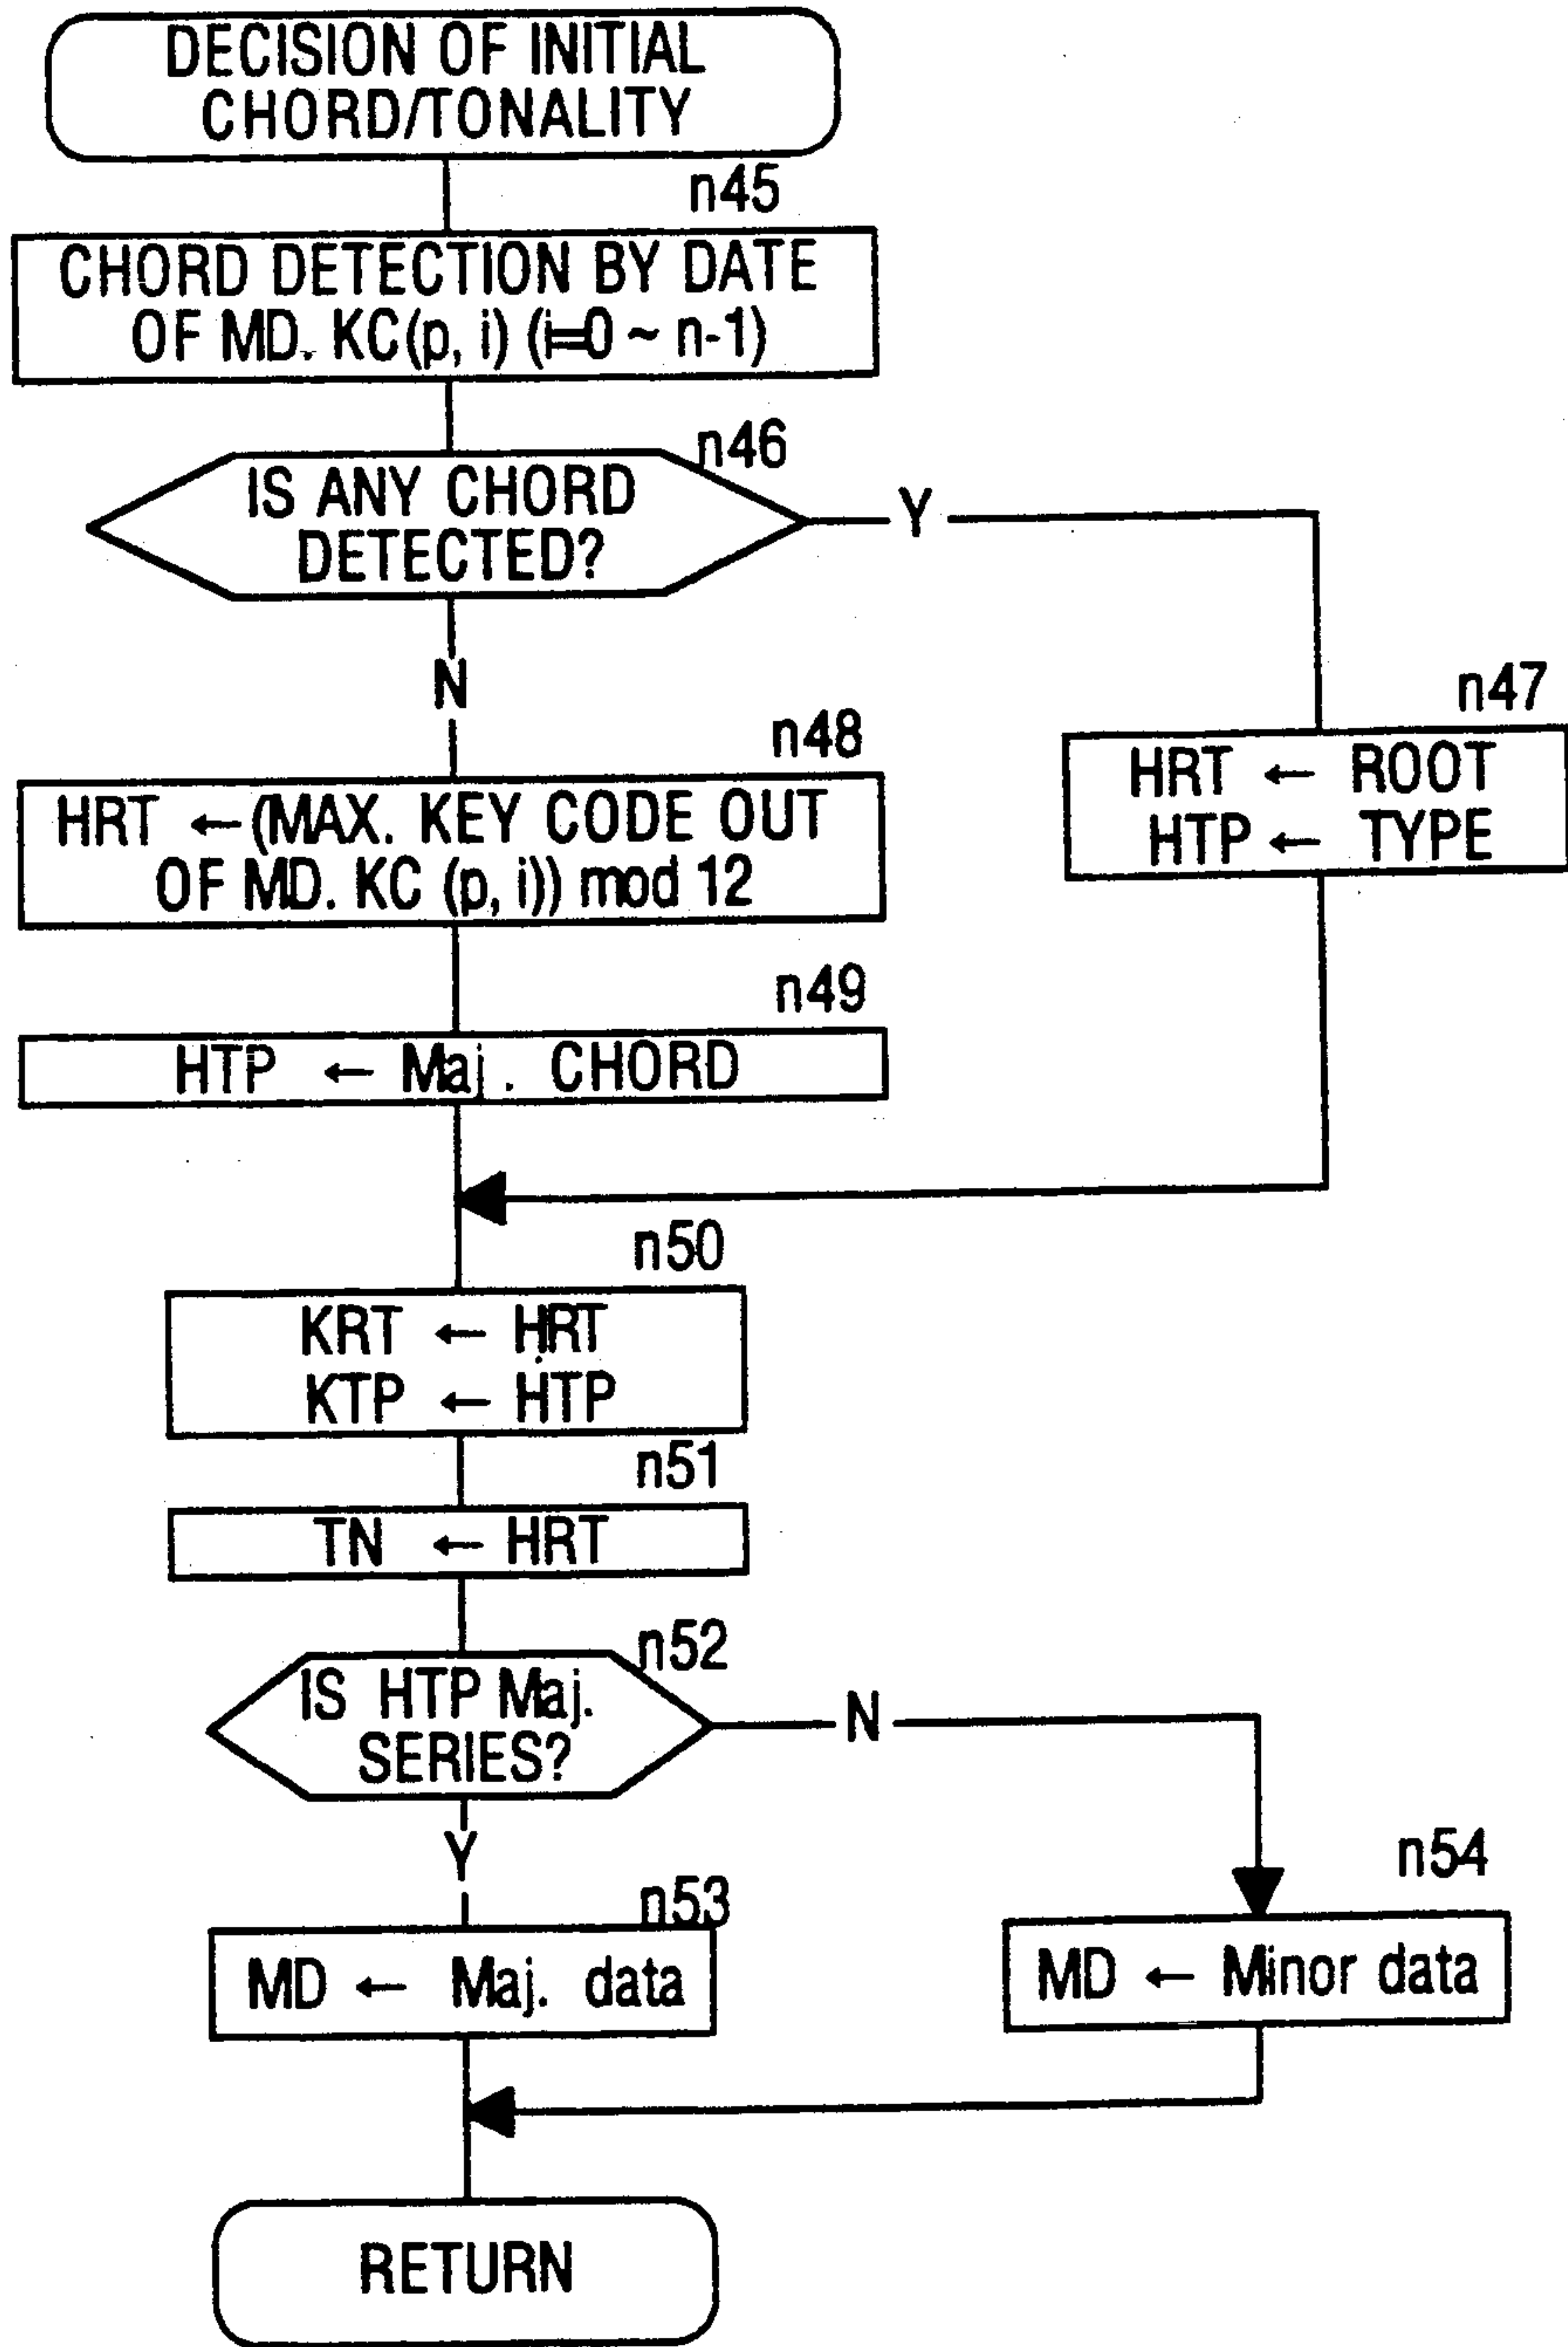 DECISION OF INITIAL
CHORD/TONALITY
n45
CHORD DETECTION BY DATE
OF MD. KC(p, i) (i=0 ~ n-1)
n46
IS ANY CHORD
DETECTED?
Y
N
n47
HRT ← ROOT
HTP ← TYPE
n48
HRT ← (MAX. KEY CODE OUT
OF MD. KC (p, i)) mod 12
n49
HTP ← Maj. CHORD
n50
KRT ← HRT
KTP ← HTP
n51
TN ← HRT
n52
IS HTP Maj.
SERIES?
N
Y
n53
MD ← Maj. data
n54
MD ← Minor data
RETURN